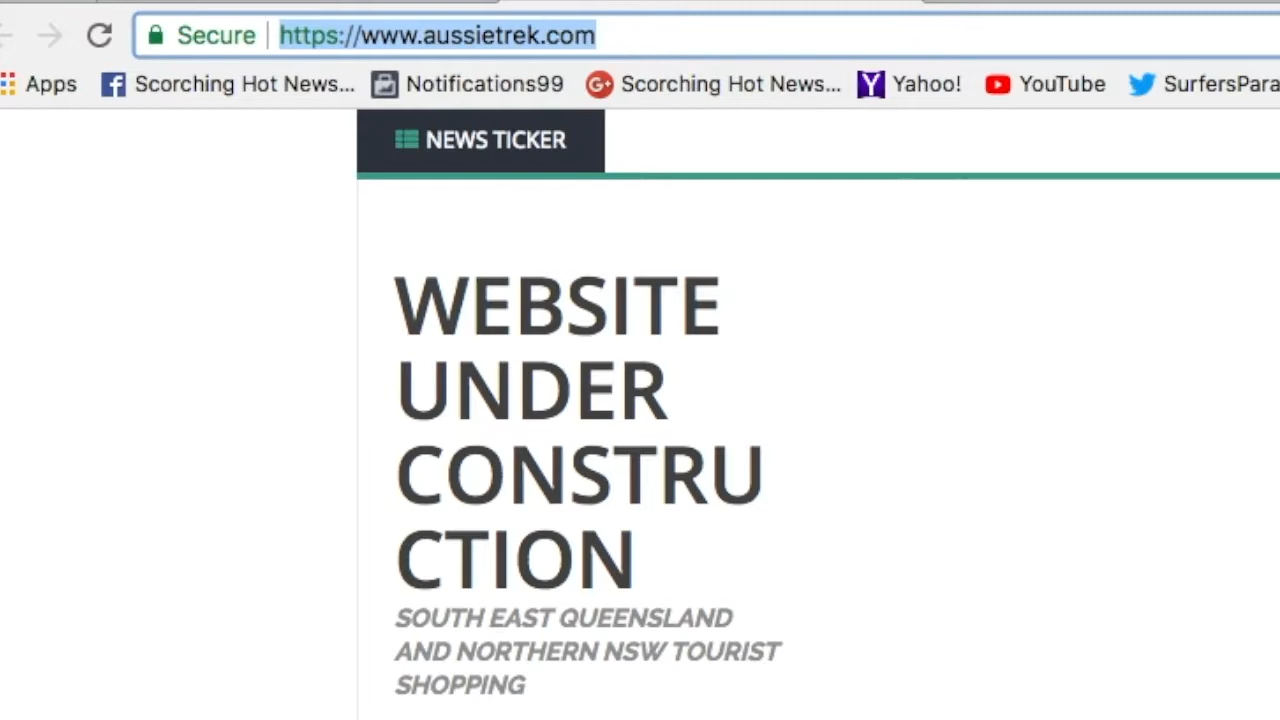 Secure https://www.aussietrek.com
Apps Scorching Hot News... Notifications99 Scorching Hot News... Yahoo! YouTube SurfersPara
NEWS TICKER
WEBSITE
UNDER
CONSTRU
CTION
SOUTH EAST QUEENSLAND
AND NORTHERN NSW TOURIST
SHOPPING